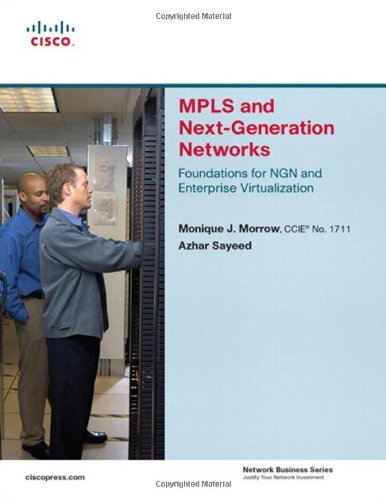 Copyrighted Material
CISCO.
MPLS and
Next-Generation
Networks
Foundations for NGN and
Enterprise Virtualization
Monique J. Morrow, CCIE® No. 1711
Azhar Sayeed
ciscopress.com
Network Business Series
Justify Your Network Investment
Copyrighted Material